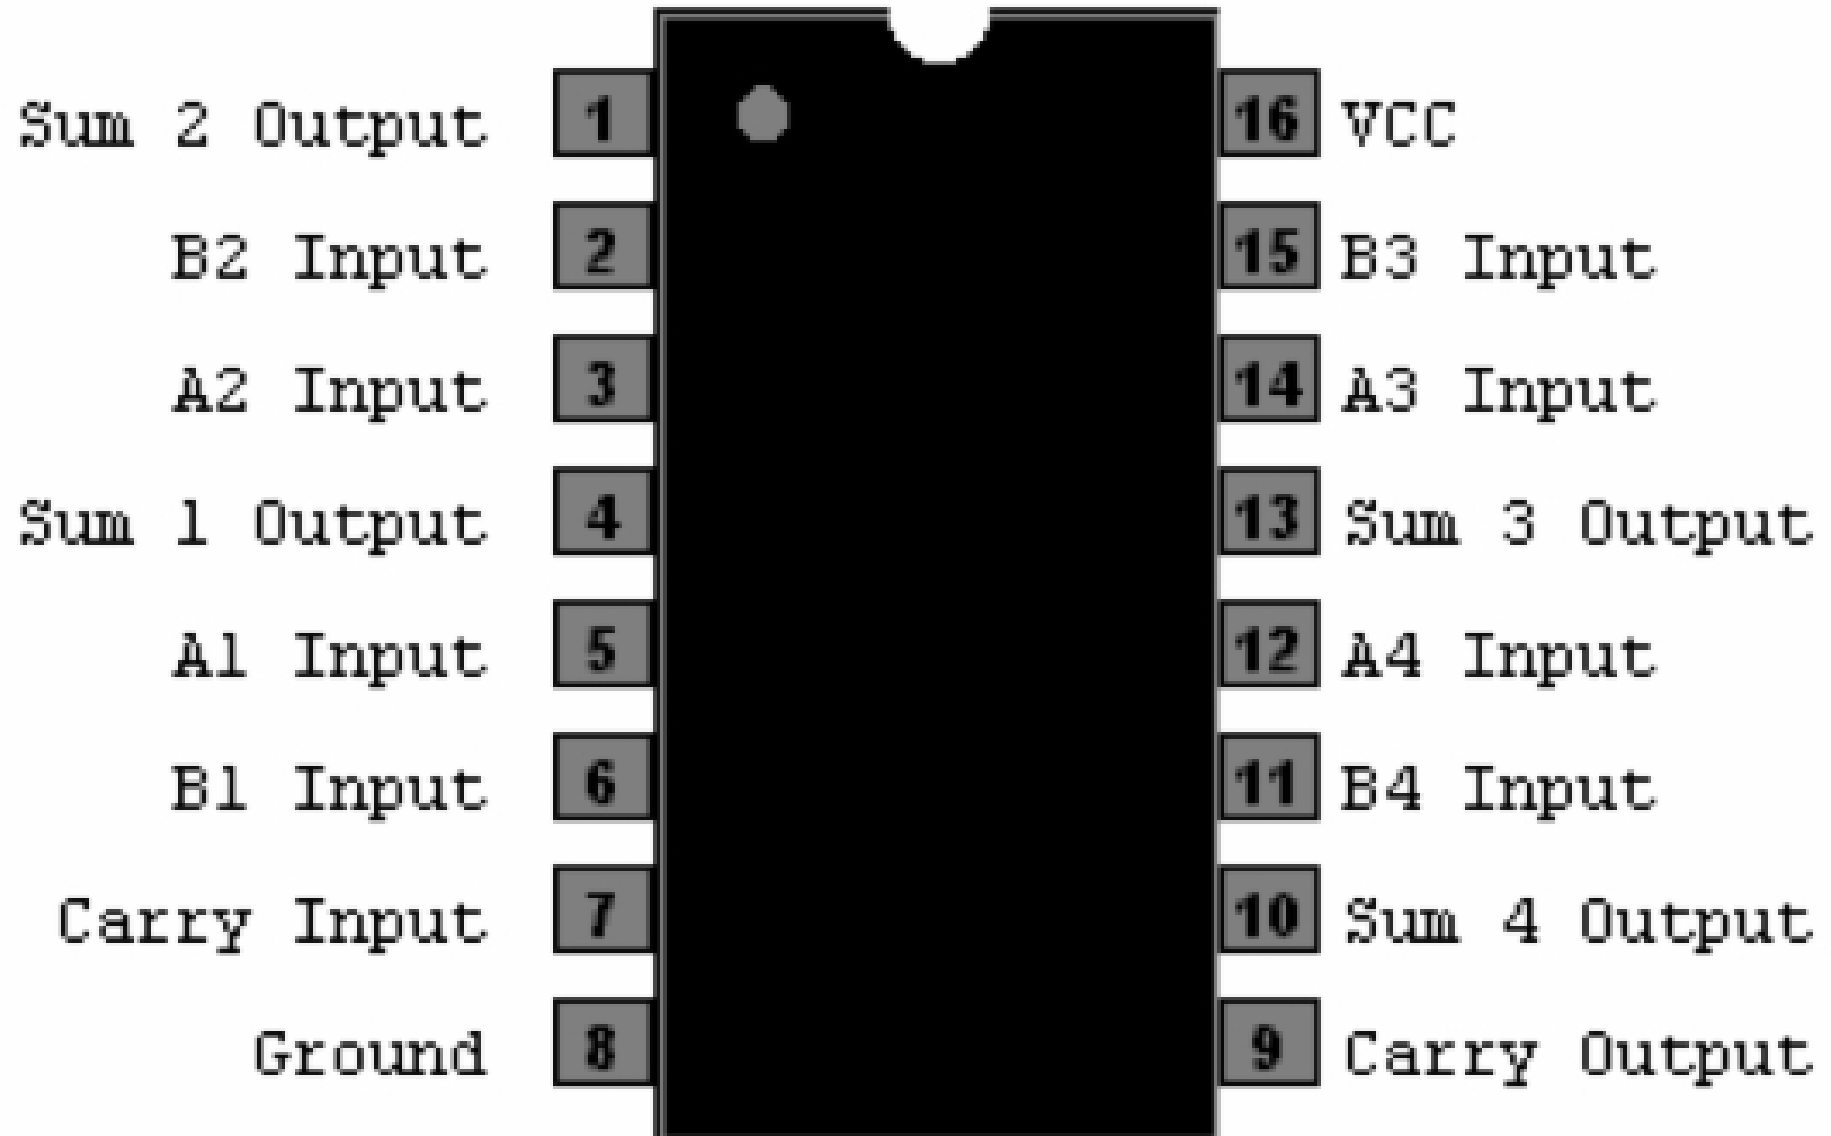 Sum 2 Output 1 16 VCC
B2 Input 2 15 B3 Input
A2 Input 3 14 A3 Input
Sum 1 Output 4 13 Sum 3 Output
A1 Input 5 12 A4 Input
B1 Input 6 11 B4 Input
Carry Input 7 10 Sum 4 Output
Ground 8 9 Carry Output